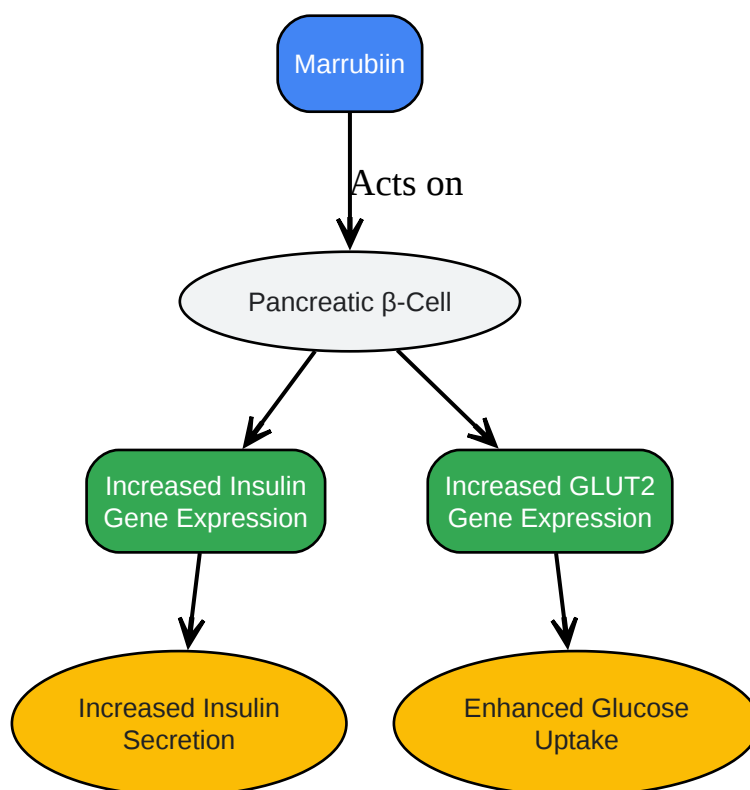 Marrubiin
Acts on
Pancreatic β-Cell
Increased Insulin
Gene Expression
Increased GLUT2
Gene Expression
Increased Insulin
Secretion
Enhanced Glucose
Uptake